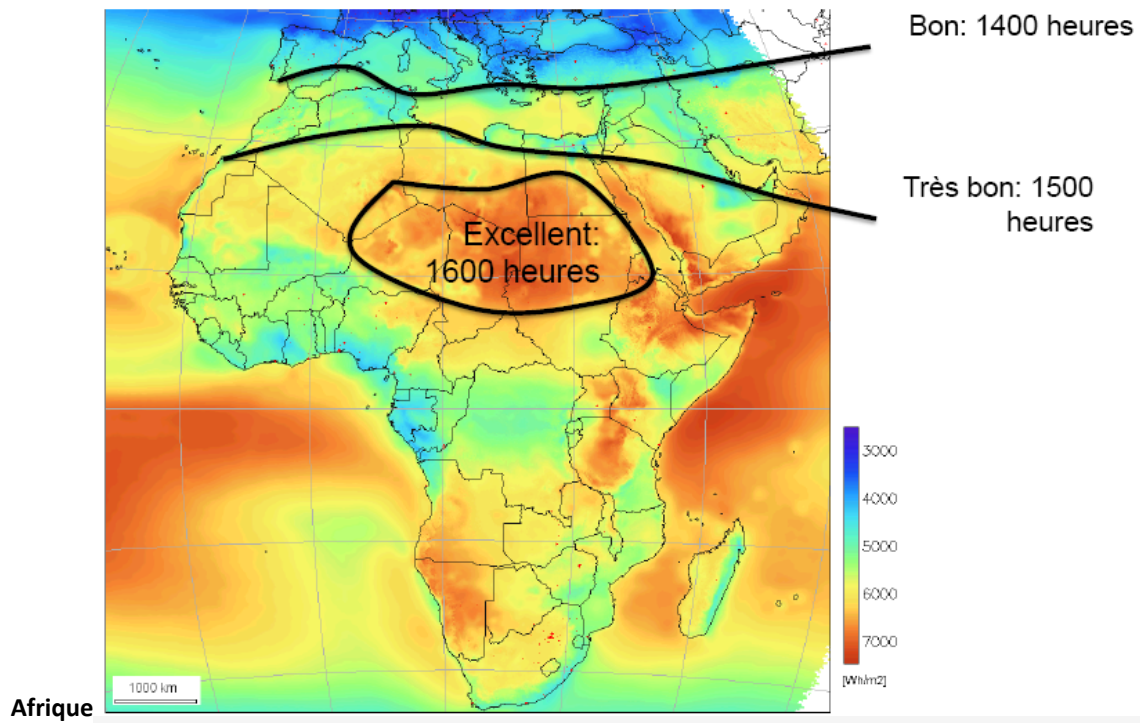 Bon: 1400 heures
Très bon: 1500
heures
Excellent:
1600 heures
3000
4000
5000
6000
7000
[Wh/m2]
1000 km
Afrique